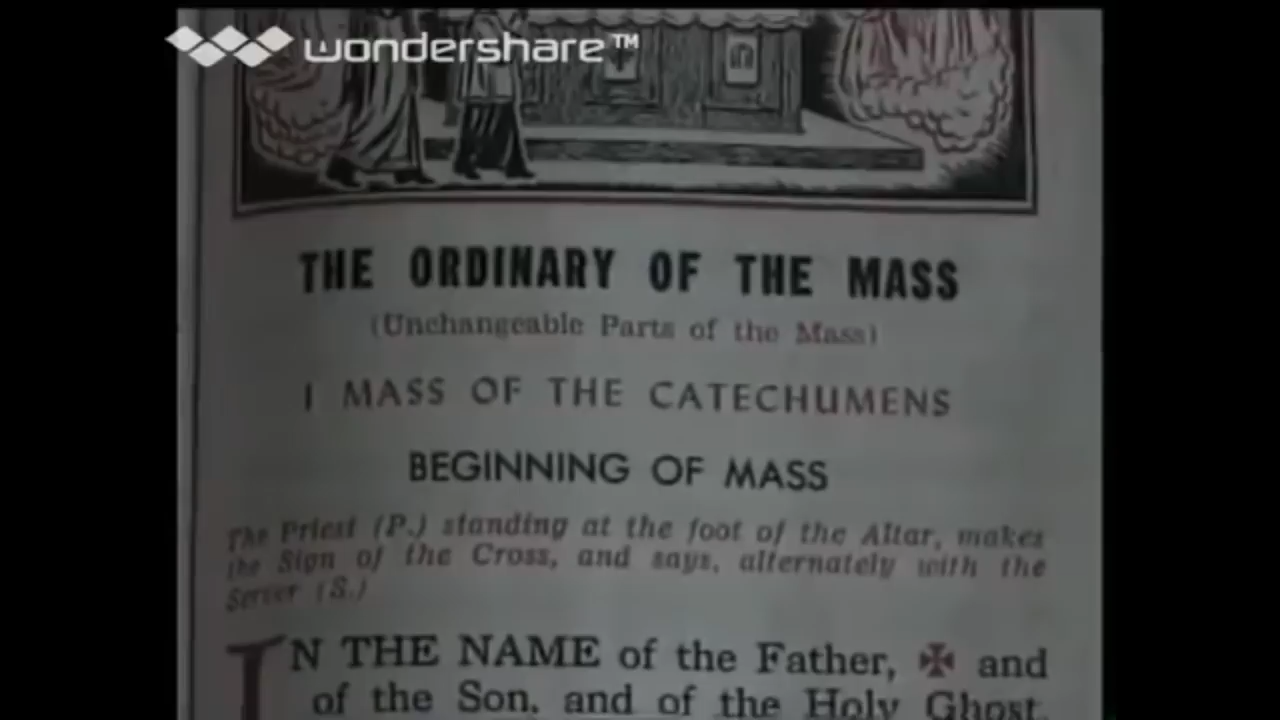 wondershare™
THE ORDINARY OF THE MASS
(Unchangeable Parts of the Mass)
I MASS OF THE CATECHUMENS
BEGINNING OF MASS
The Priest (P.) standing at the foot of the Altar, makes
the Sign of the Cross, and says, alternately with the
Server (S.)
IN THE NAME of the Father, ✠ and
of the Son, and of the Holy Ghost.